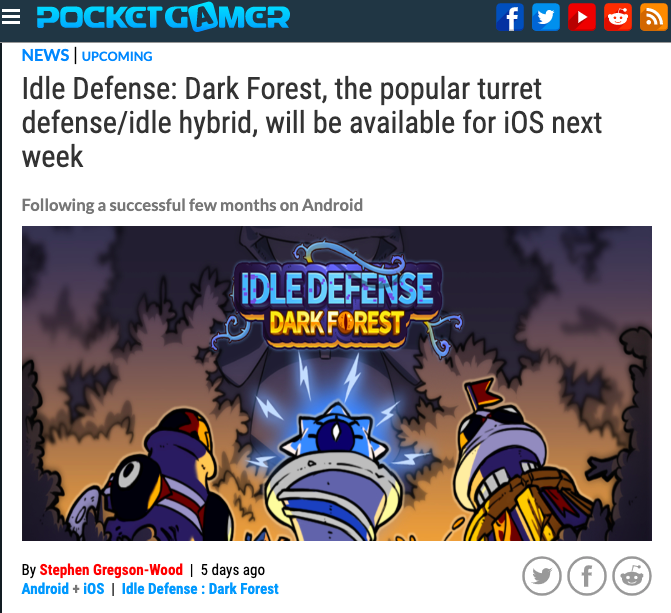 POCKET GAMER
NEWS | UPCOMING
Idle Defense: Dark Forest, the popular turret
defense/idle hybrid, will be available for iOS next
week
Following a successful few months on Android
IDLE DEFENSE
DARK FOREST
By Stephen Gregson-Wood | 5 days ago
Android + iOS | Idle Defense : Dark Forest